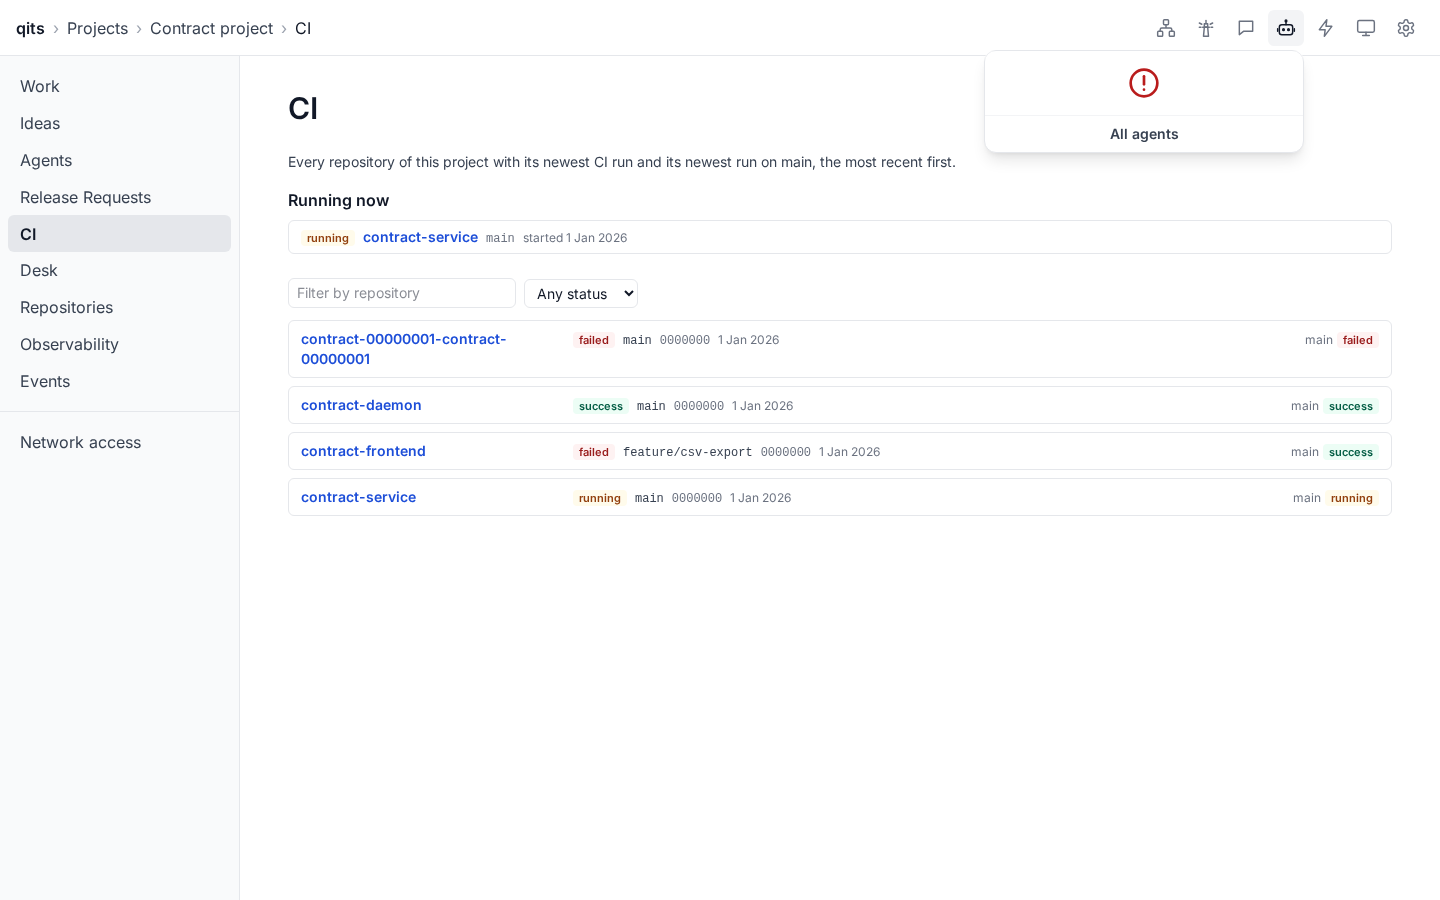 qits › Projects › Contract project › CI
Work
Ideas
Agents
Release Requests
CI
Desk
Repositories
Observability
Events
Network access
All agents
CI
Every repository of this project with its newest CI run and its newest run on main, the most recent first.
Running now
running contract-service main started 1 Jan 2026
Filter by repository Any status
contract-00000001-contract-00000001 failed main 0000000 1 Jan 2026 main failed
contract-daemon success main 0000000 1 Jan 2026 main success
contract-frontend failed feature/csv-export 0000000 1 Jan 2026 main success
contract-service running main 0000000 1 Jan 2026 main running